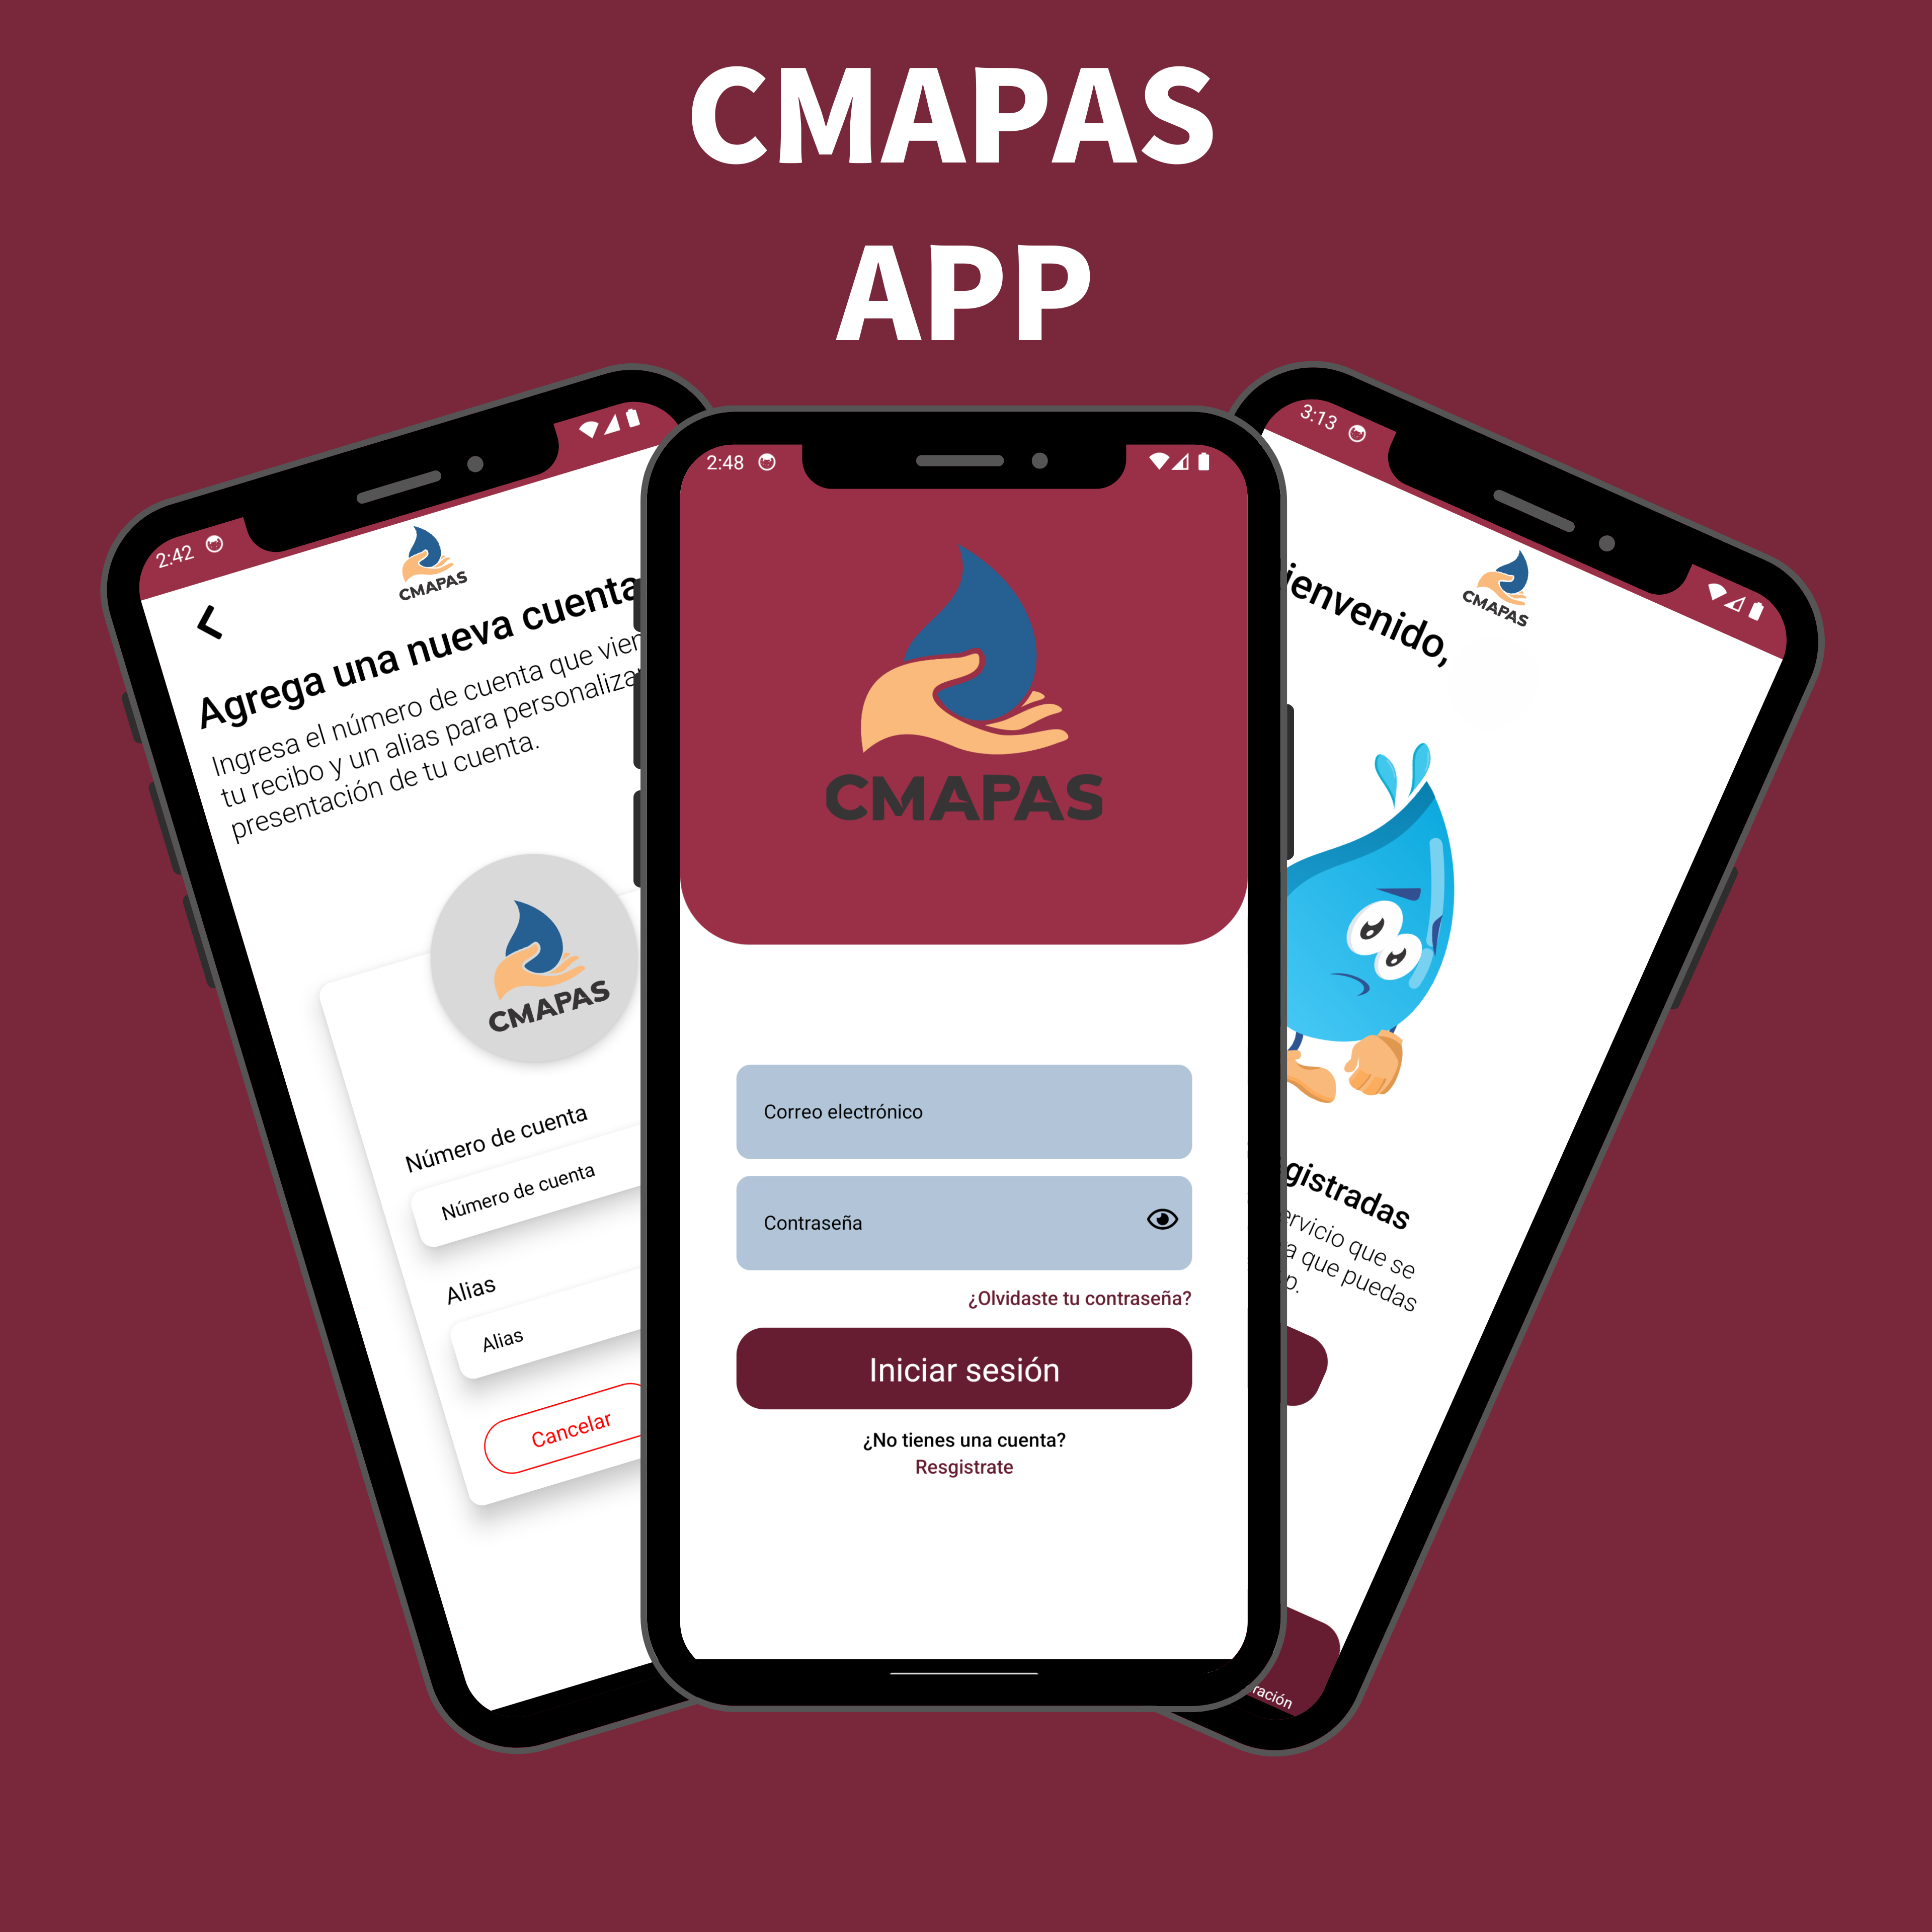 CMAPAS
APP
2:42
CMAPAS
Agrega una nueva cuenta
Ingresa el número de cuenta que
tu recibo y un alias para
presentación de tu cuenta.
CMAPAS
Número de cuenta
Número de cuenta
Alias
Alias
Cancelar
2:48
CMAPAS
Correo electrónico
Contraseña
¿Olvidaste tu contraseña?
Iniciar sesión
¿No tienes una cuenta?
Resgistrate
3:13
CMAPAS
ienvenido,
gistradas
ervicio que se
a que puedas
p.
ración